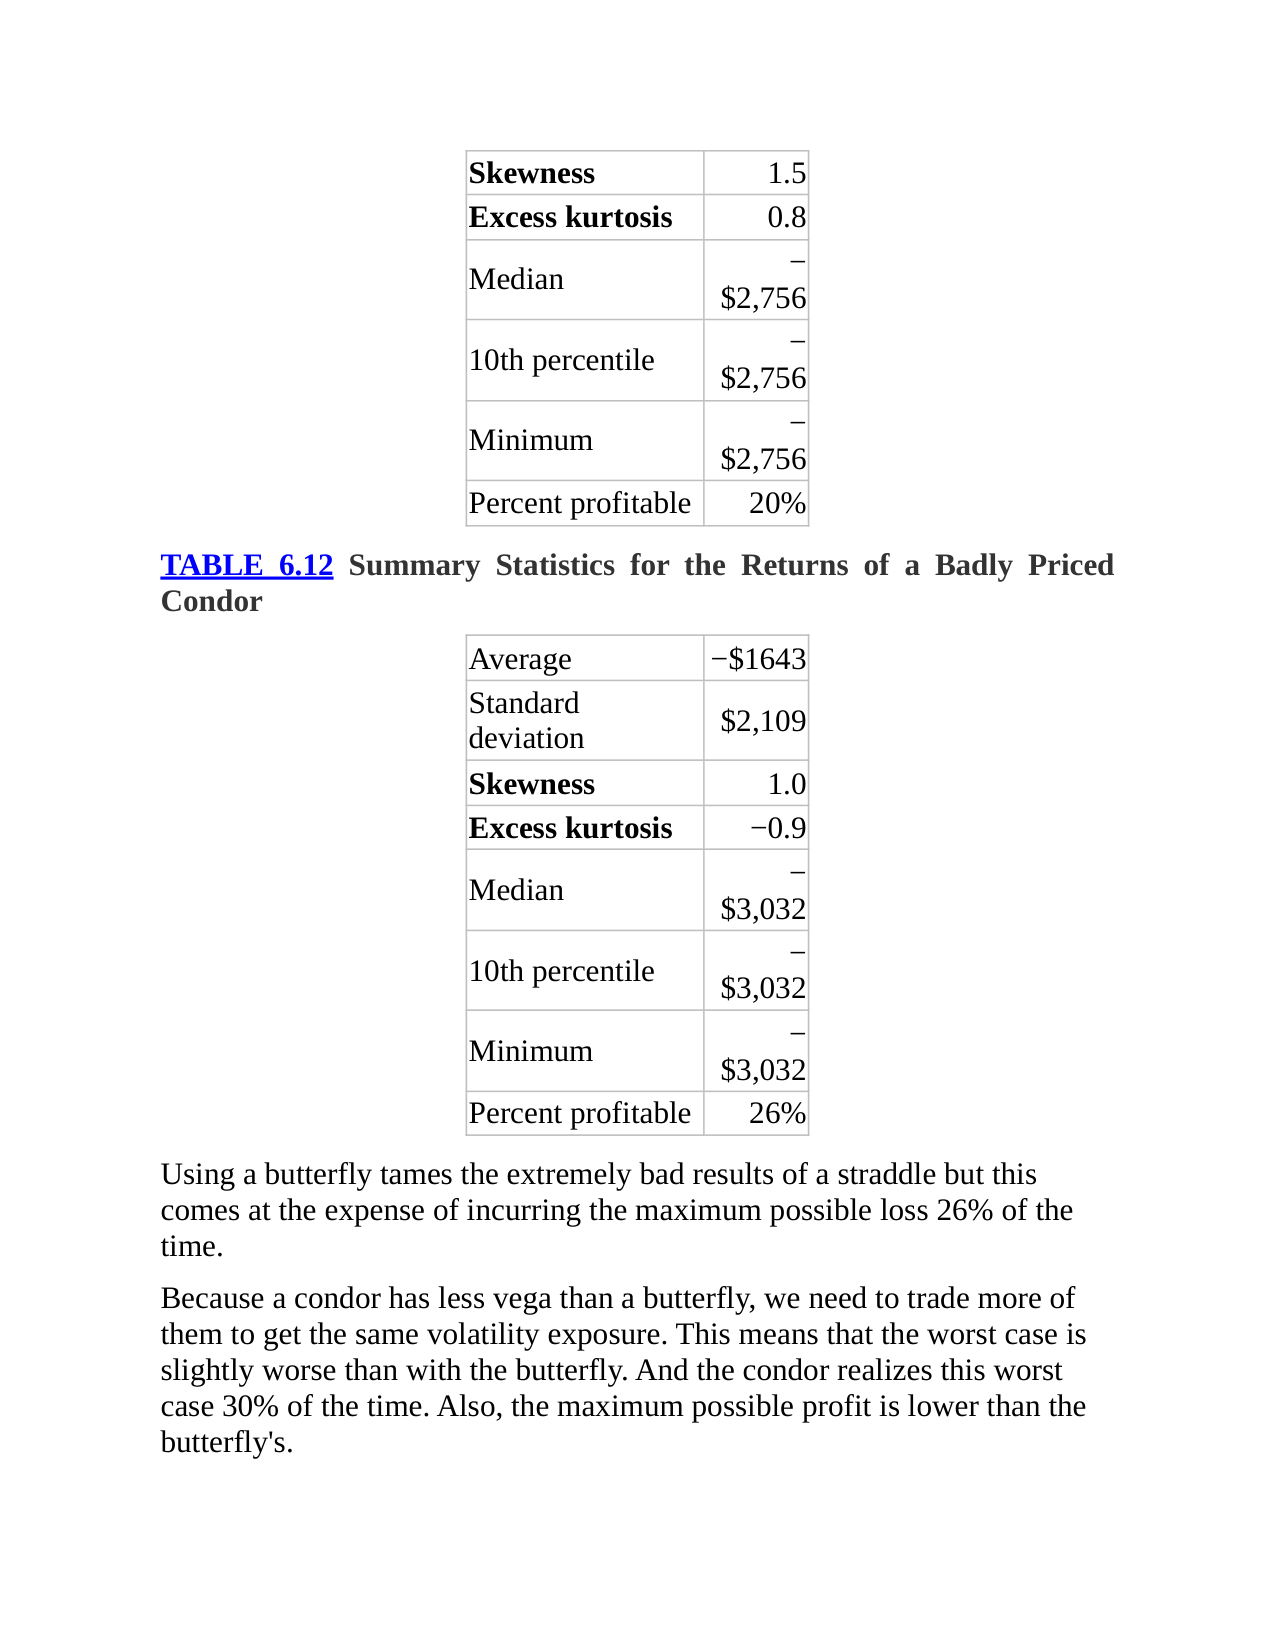 Skewness 1.5
Excess kurtosis 0.8
Median −
$2,756
10th percentile −
$2,756
Minimum −
$2,756
Percent profitable 20%
TABLE 6.12 Summary Statistics for the Returns of a Badly Priced
Condor
Average −$1643
Standard
deviation $2,109
Skewness 1.0
Excess kurtosis −0.9
Median −
$3,032
10th percentile −
$3,032
Minimum −
$3,032
Percent profitable 26%
Using a butterfly tames the extremely bad results of a straddle but this
comes at the expense of incurring the maximum possible loss 26% of the
time.
Because a condor has less vega than a butterfly, we need to trade more of
them to get the same volatility exposure. This means that the worst case is
slightly worse than with the butterfly. And the condor realizes this worst
case 30% of the time. Also, the maximum possible profit is lower than the
butterfly's.